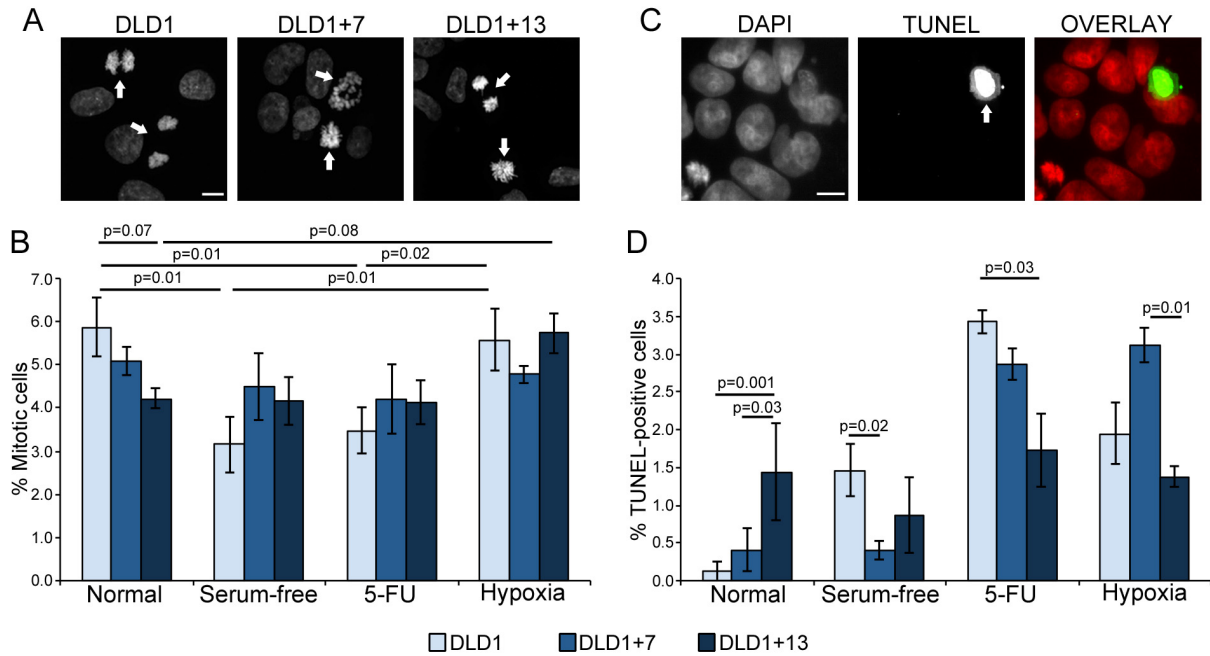 A
DLD1
DLD1+7
DLD1+13
C
DAPI
TUNEL
OVERLAY
B
p=0.07
p=0.08
p=0.01
p=0.02
p=0.01
p=0.01
% Mitotic cells
7.0
6.0
5.0
4.0
3.0
2.0
1.0
0.0
Normal
Serum-free
5-FU
Hypoxia
D
p=0.03
p=0.01
p=0.001
p=0.03
p=0.02
% TUNEL-positive cells
4.0
3.5
3.0
2.5
2.0
1.5
1.0
0.5
0.0
Normal
Serum-free
5-FU
Hypoxia
DLD1
DLD1+7
DLD1+13